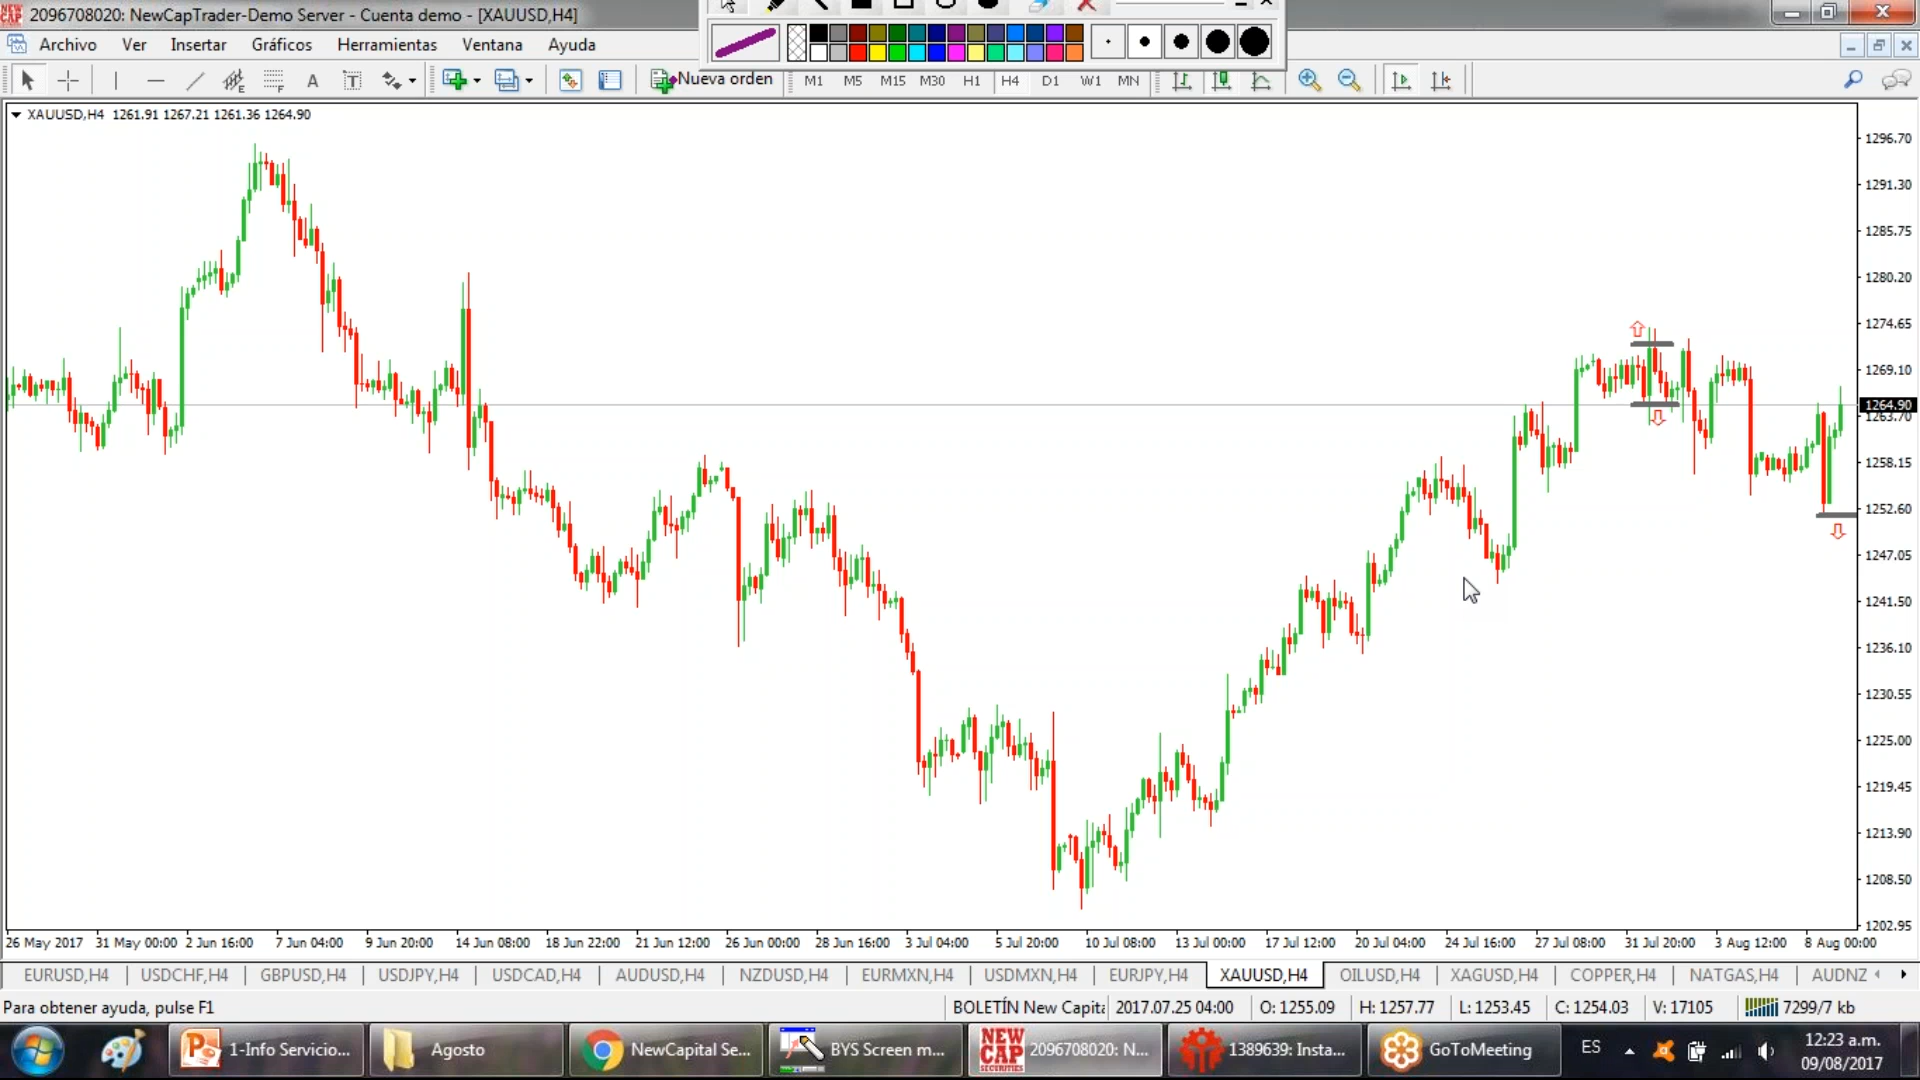 NEW CAP 2096708020: NewCapTrader-Demo Server - Cuenta demo - [XAUUSD,H4]
Archivo Ver Insertar Gráficos Herramientas Ventana Ayuda
A T E F Nueva orden M1 M5 M15 M30 H1 H4 D1 W1 MN
XAUUSD,H4 1261.91 1267.21 1261.36 1264.90
1296.70
1291.30
1285.75
1280.20
1274.65
1269.10
1264.90
1263.70
1258.15
1252.60
1247.05
1241.50
1236.10
1230.55
1225.00
1219.45
1213.90
1208.50
1202.95
26 May 2017 31 May 00:00 2 Jun 16:00 7 Jun 04:00 9 Jun 20:00 14 Jun 08:00 18 Jun 22:00 21 Jun 12:00 26 Jun 00:00 28 Jun 16:00 3 Jul 04:00 5 Jul 20:00 10 Jul 08:00 13 Jul 00:00 17 Jul 12:00 20 Jul 04:00 24 Jul 16:00 27 Jul 08:00 31 Jul 20:00 3 Aug 12:00 8 Aug 00:00
EURUSD,H4 USDCHF,H4 GBPUSD,H4 USDJPY,H4 USDCAD,H4 AUDUSD,H4 NZDUSD,H4 EURMXN,H4 USDMXN,H4 EURJPY,H4 XAUUSD,H4 OILUSD,H4 XAGUSD,H4 COPPER,H4 NATGAS,H4 AUDNZ
Para obtener ayuda, pulse F1 BOLETÍN New Capita 2017.07.25 04:00 O: 1255.09 H: 1257.77 L: 1253.45 C: 1254.03 V: 17105 7299/7 kb
1-Info Servicio... Agosto NewCapital Se... BYS Screen m... NEW CAP SECURITIES 2096708020: N... 1389639: Insta... GoToMeeting ES 12:23 a.m.
09/08/2017